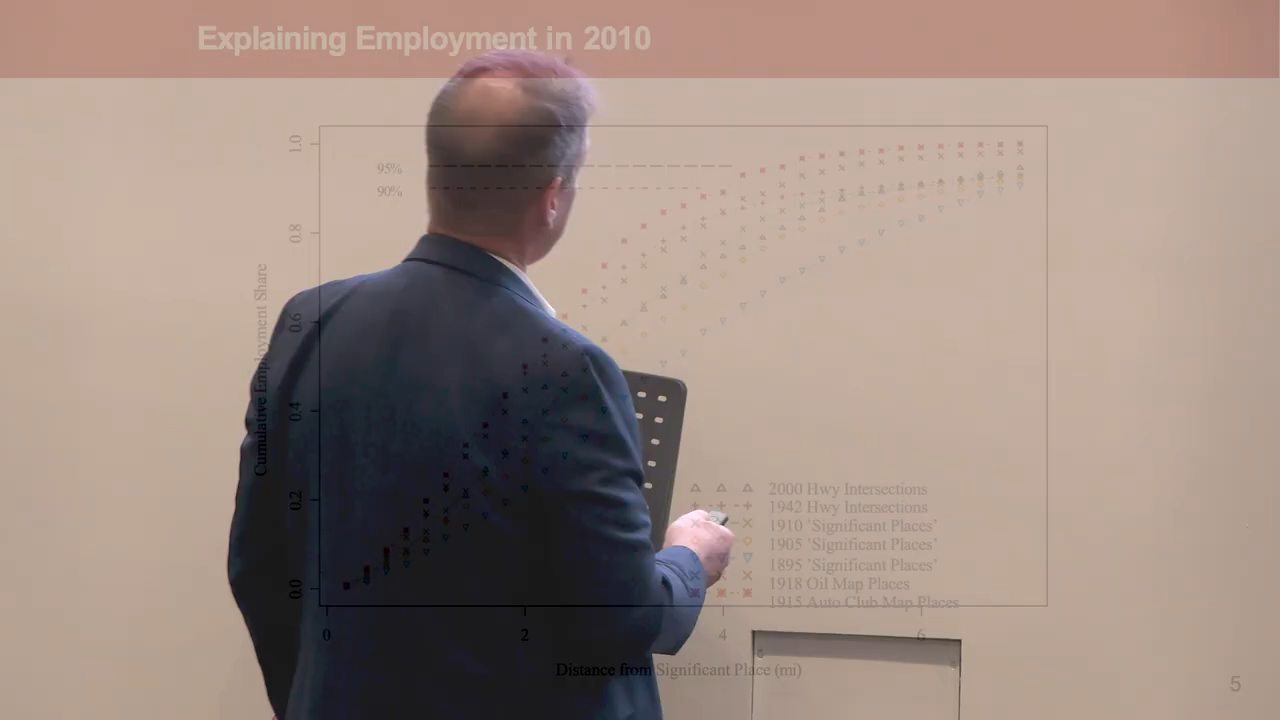 Explaining Employment in 2010
1.0
0.8
0.6
0.4
0.2
0.0
Cumulative Employment Share
95%
90%
2000 Hwy Intersections
1942 Hwy Intersections
1910 'Significant Places'
1905 'Significant Places'
1895 'Significant Places'
1918 Oil Map Places
1915 Auto Club Map Places
0 2 4 6
Distance from Significant Place (mi)
5